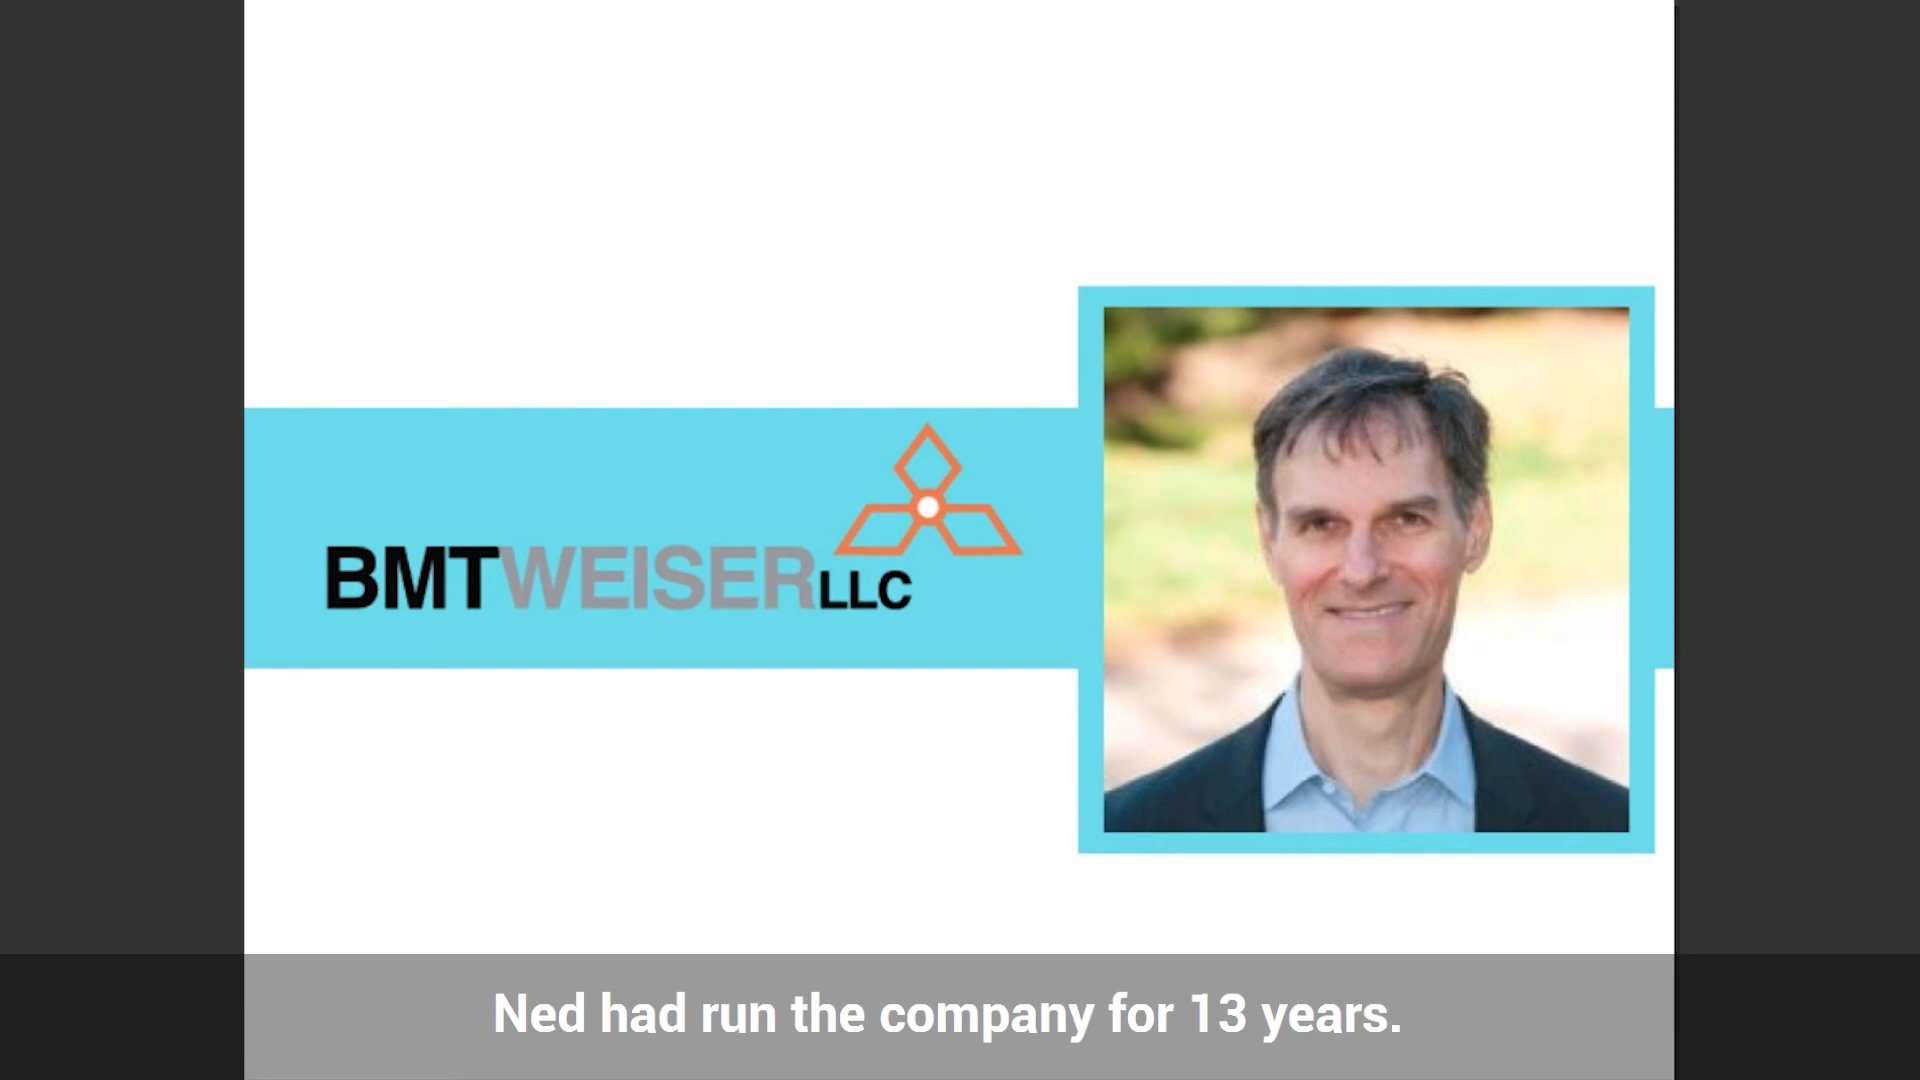 BMTWEISERLLC
Ned had run the company for 13 years.